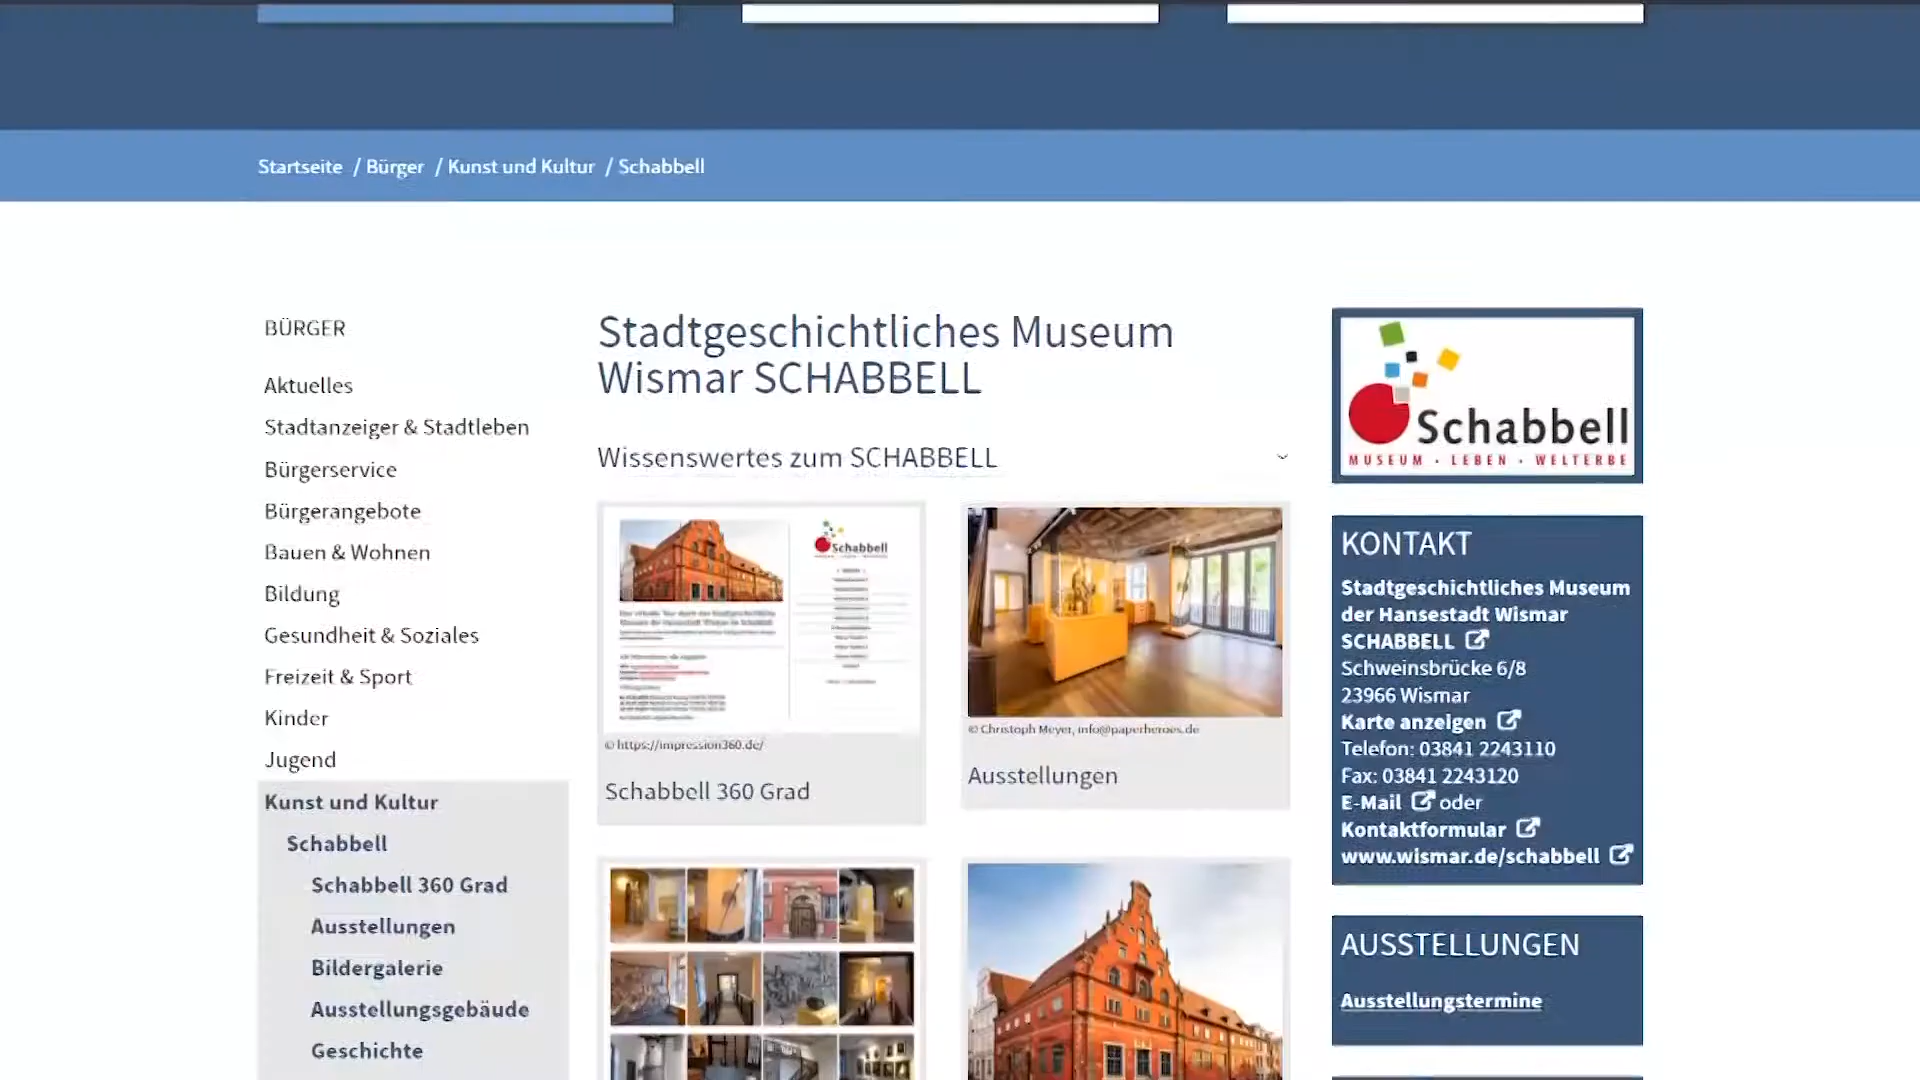 Startseite / Bürger / Kunst und Kultur / Schabbell
BÜRGER
Aktuelles
Stadtanzeiger & Stadtleben
Bürgerservice
Bürgerangebote
Bauen & Wohnen
Bildung
Gesundheit & Soziales
Freizeit & Sport
Kinder
Jugend
Kunst und Kultur
Schabbell
Schabbell 360 Grad
Ausstellungen
Bildergalerie
Ausstellungsgebäude
Geschichte
Stadtgeschichtliches Museum
Wismar SCHABBELL
Wissenswertes zum SCHABBELL
Schabbell
© https://impression360.de/
Schabbell 360 Grad
© Christoph Meyer, info@paperheroes.de
Ausstellungen
Schabbell
MUSEUM · LEBEN · WELTERBE
KONTAKT
Stadtgeschichtliches Museum
der Hansestadt Wismar
SCHABBELL
Schweinsbrücke 6/8
23966 Wismar
Karte anzeigen
Telefon: 03841 2243110
Fax: 03841 2243120
E-Mail oder
Kontaktformular
www.wismar.de/schabbell
AUSSTELLUNGEN
Ausstellungstermine